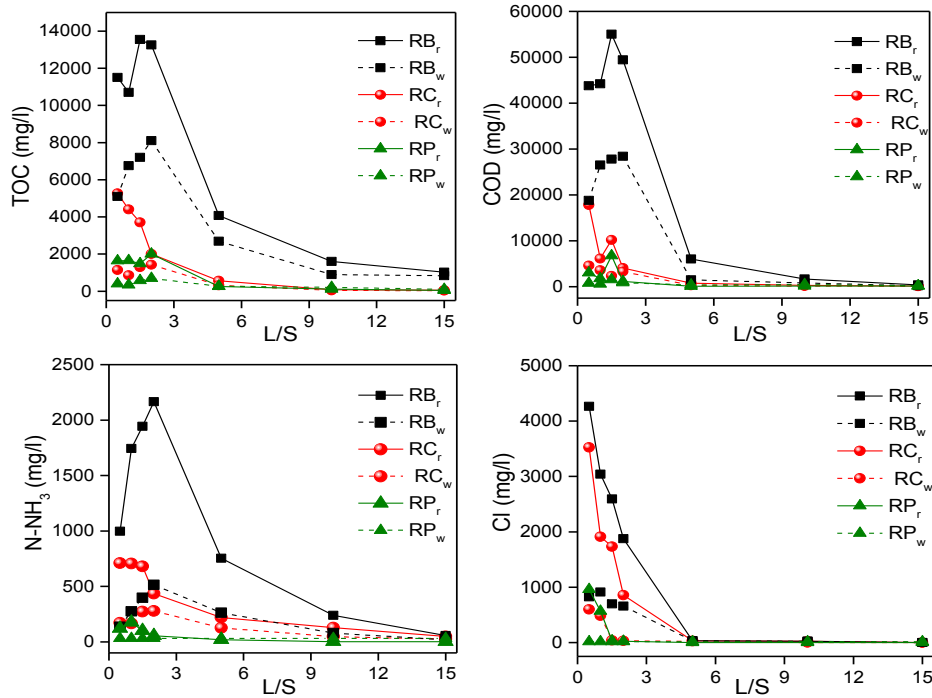 14000
12000
10000
8000
6000
4000
2000
0
TOC (mg/l)
0 3 6 9 12 15
L/S
RBr
RBw
RCr
RCw
RPr
RPw
60000
50000
40000
30000
20000
10000
0
COD (mg/l)
0 3 6 9 12 15
L/S
RBr
RBw
RCr
RCw
RPr
RPw
2500
2000
1500
1000
500
0
N-NH3 (mg/l)
0 3 6 9 12 15
L/S
RBr
RBw
RCr
RCw
RPr
RPw
5000
4000
3000
2000
1000
0
Cl (mg/l)
0 3 6 9 12 15
L/S
RBr
RBw
RCr
RCw
RPr
RPw